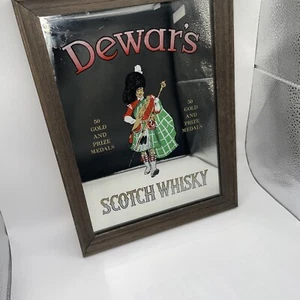 Dewar's
50
GOLD
AND
PRIZE
MEDALS
50
GOLD
AND
PRIZE
MEDALS
SCOTCH WHISKY